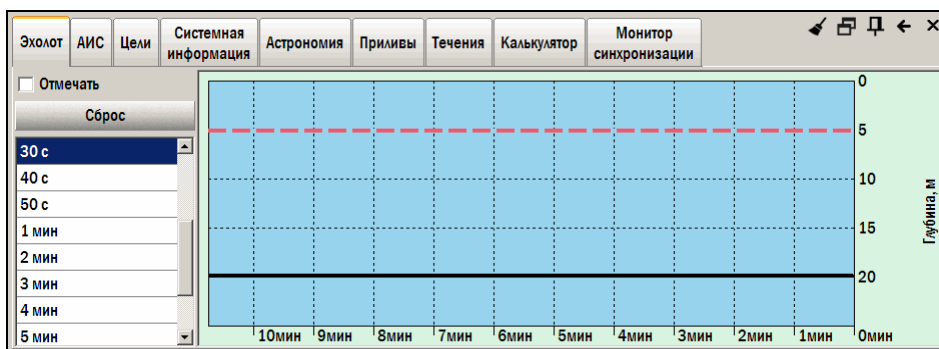 Эхолот
АИС
Цели
Системная
информация
Астрономия
Приливы
Течения
Калькулятор
Монитор
синхронизации
Отмечать
Сброс
30 с
40 с
50 с
1 мин
2 мин
3 мин
4 мин
5 мин
0
5
10
15
20
Глубина, м
10мин 9мин 8мин 7мин 6мин 5мин 4мин 3мин 2мин 1мин 0мин